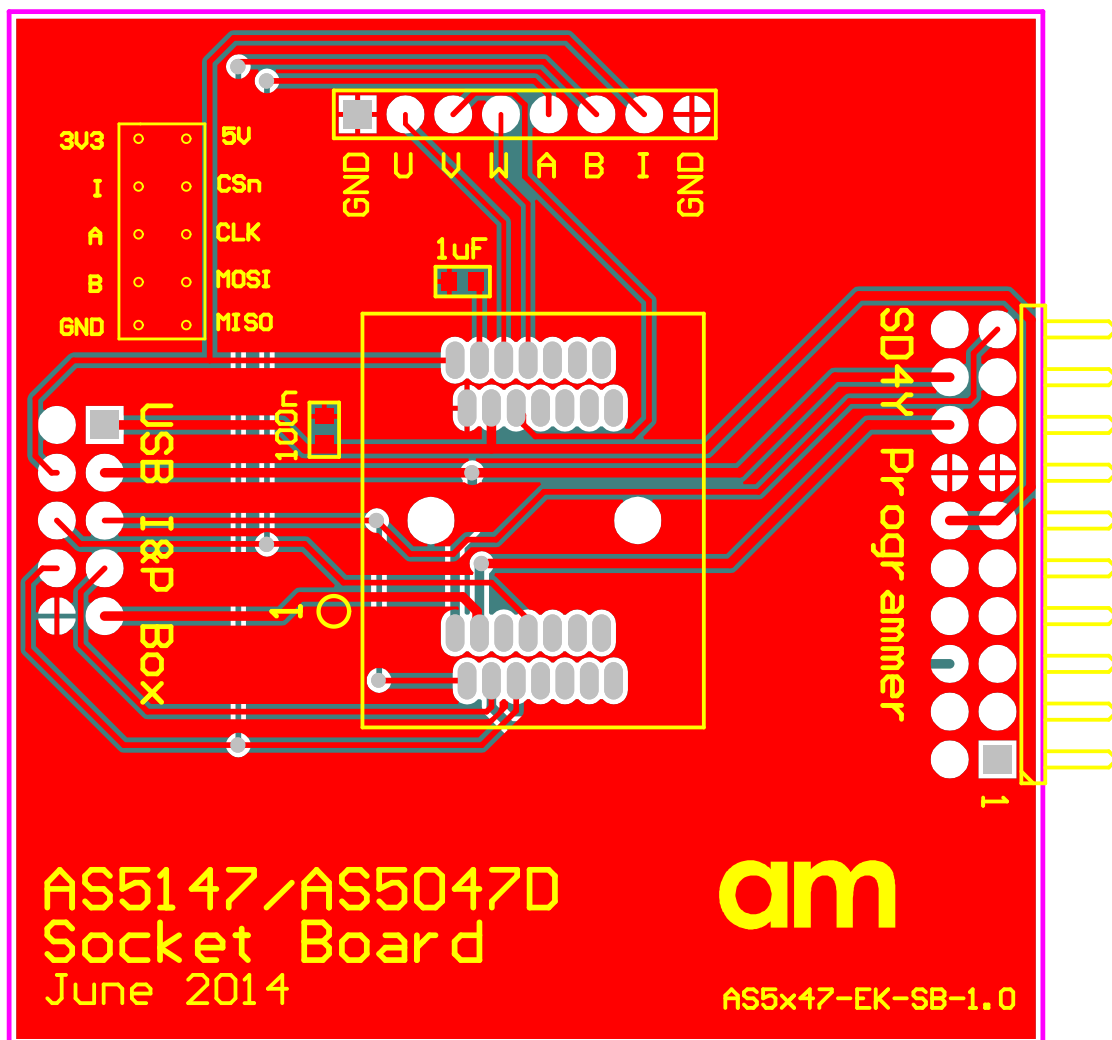 3V3 5V
I CSn
A CLK
B MOSI
GND MISO
GND U V W A B I GND
1uF
100n
USB I&P Box
1
SD4Y Programmer
1
AS5147/AS5047D
Socket Board
June 2014
am
AS5x47-EK-SB-1.0